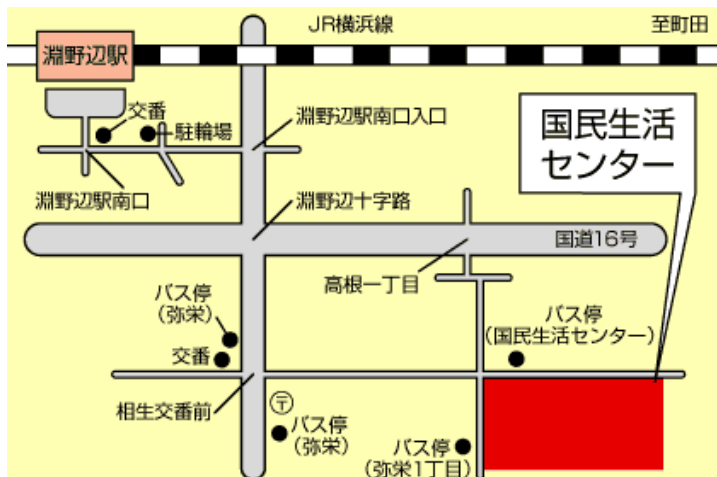 JR横浜線
至町田
淵野辺駅
交番
駐輪場
淵野辺駅南口入口
国民生活
センター
淵野辺駅南口
淵野辺十字路
国道16号
高根一丁目
バス停
(弥栄)
バス停
(国民生活センター)
交番
相生交番前
〒
バス停
(弥栄)
バス停
(弥栄1丁目)